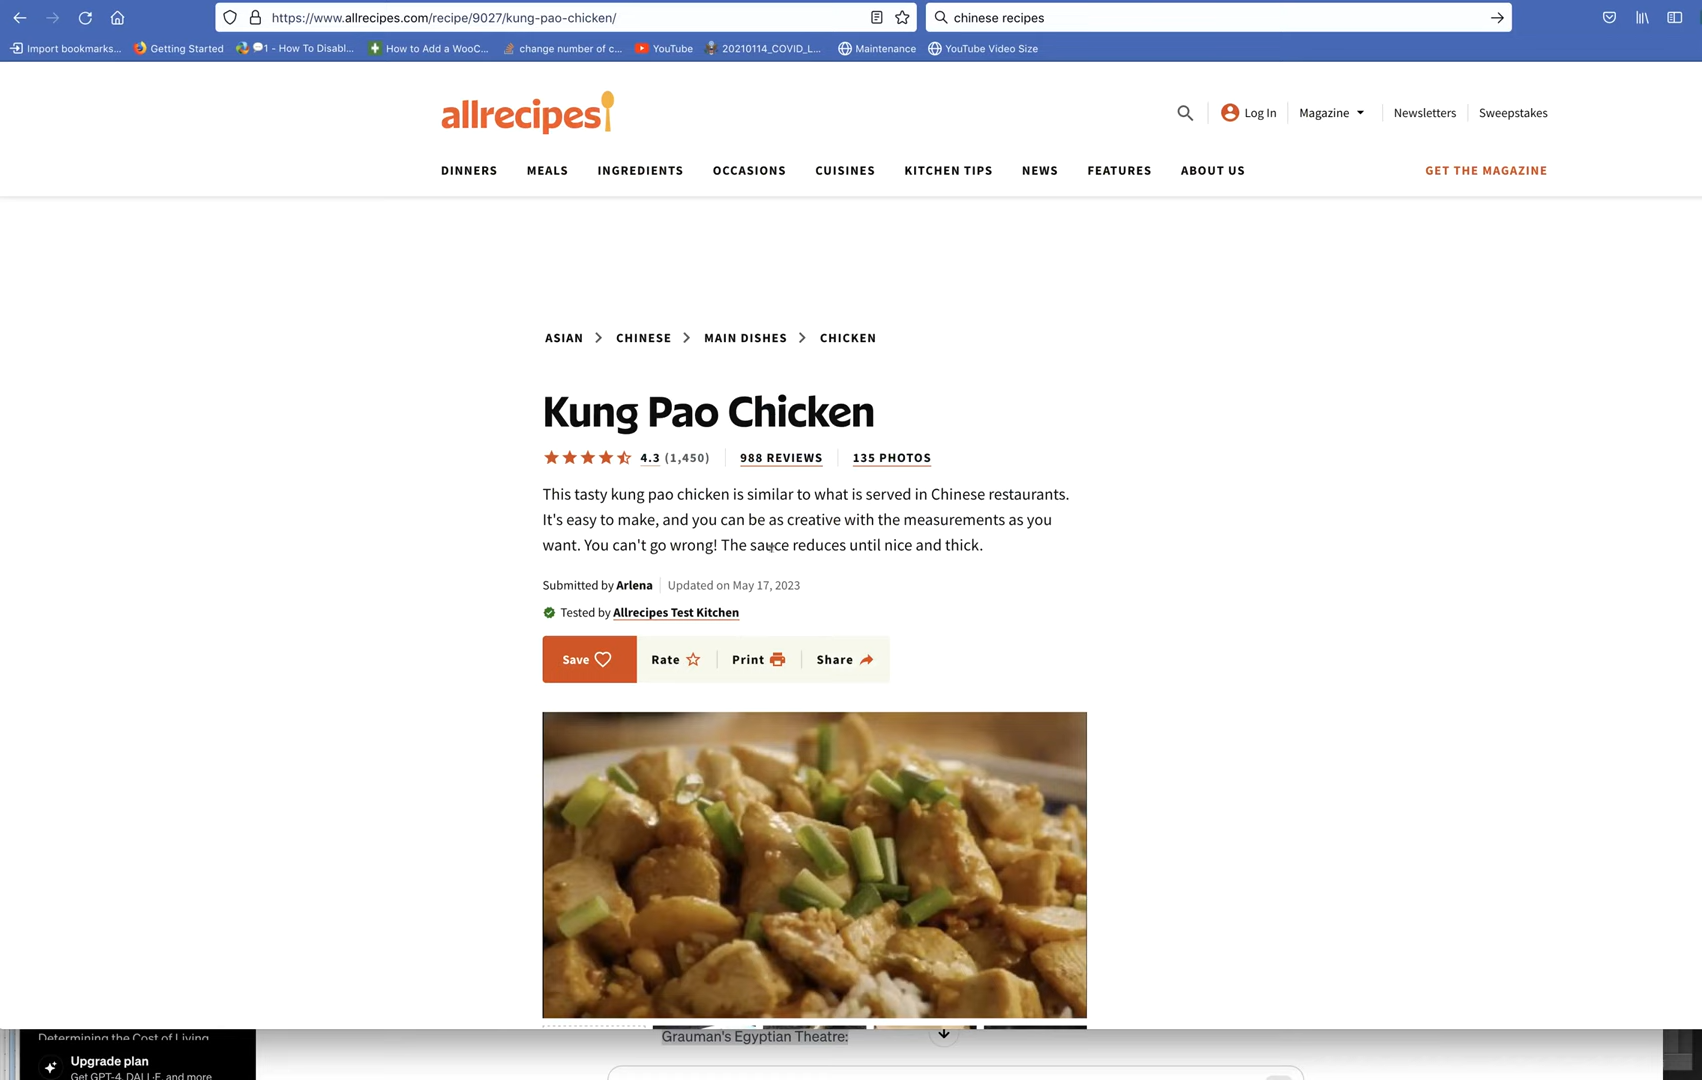 https://www.allrecipes.com/recipe/9027/kung-pao-chicken/
chinese recipes
Import bookmarks...
Getting Started
1 - How To Disabl...
How to Add a WooC...
change number of c...
YouTube
20210114_COVID_L...
Maintenance
YouTube Video Size
allrecipes
Log In
Magazine
Newsletters
Sweepstakes
DINNERS
MEALS
INGREDIENTS
OCCASIONS
CUISINES
KITCHEN TIPS
NEWS
FEATURES
ABOUT US
GET THE MAGAZINE
ASIAN > CHINESE > MAIN DISHES > CHICKEN
Kung Pao Chicken
4.3 (1,450)
988 REVIEWS
135 PHOTOS
This tasty kung pao chicken is similar to what is served in Chinese restaurants.
It's easy to make, and you can be as creative with the measurements as you
want. You can't go wrong! The sauce reduces until nice and thick.
Submitted by Arlena
Updated on May 17, 2023
Tested by Allrecipes Test Kitchen
Save
Rate
Print
Share
Determining the Cost of Living
Grauman's Egyptian Theatre:
Upgrade plan
Get GPT-4, DALL·E, and more